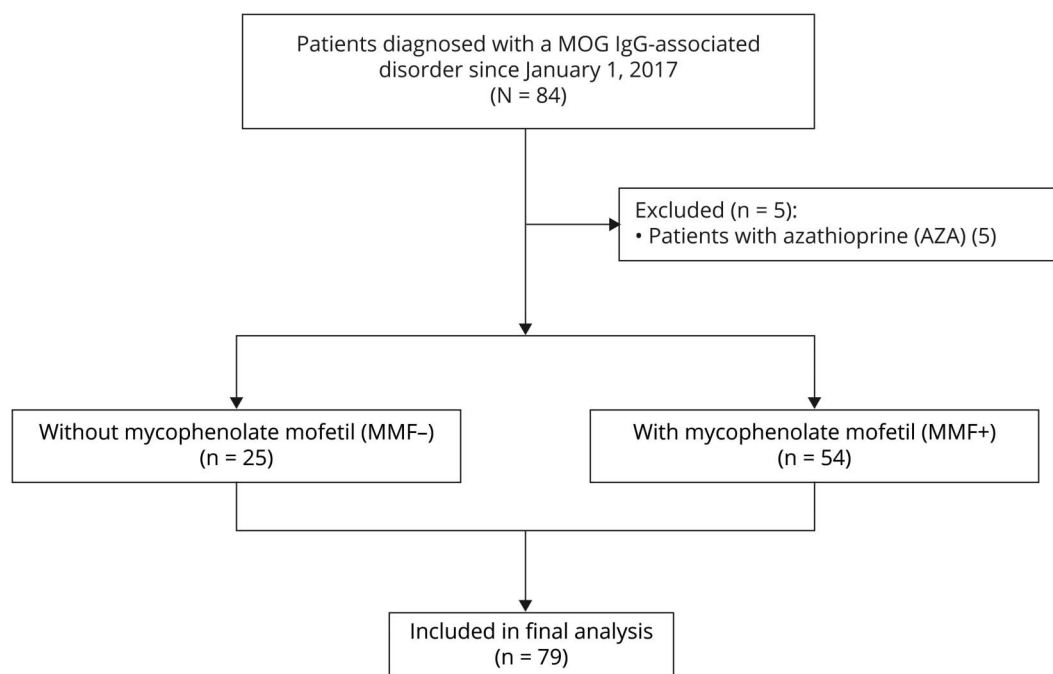 Patients diagnosed with a MOG IgG-associated
disorder since January 1, 2017
(N = 84)
Excluded (n = 5):
• Patients with azathioprine (AZA) (5)
Without mycophenolate mofetil (MMF–)
(n = 25)
With mycophenolate mofetil (MMF+)
(n = 54)
Included in final analysis
(n = 79)